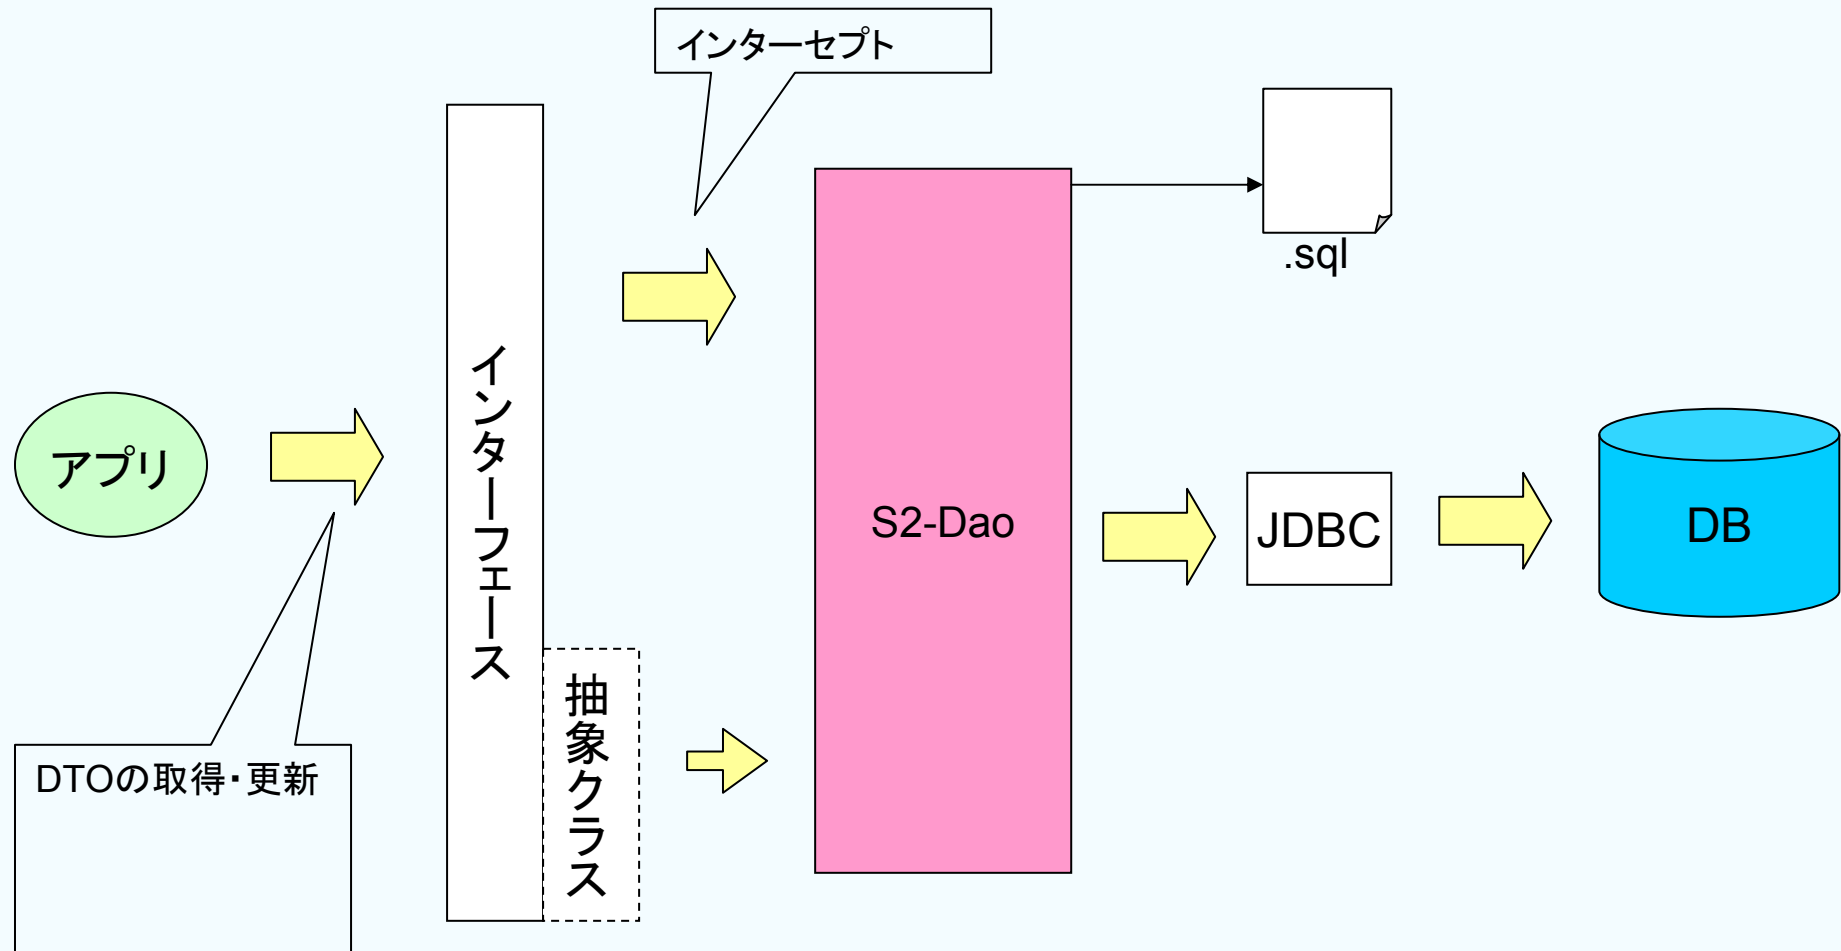 インターセプト
.sql
インターフェース
アプリ
S2-Dao
JDBC
DB
抽象クラス
DTOの取得・更新